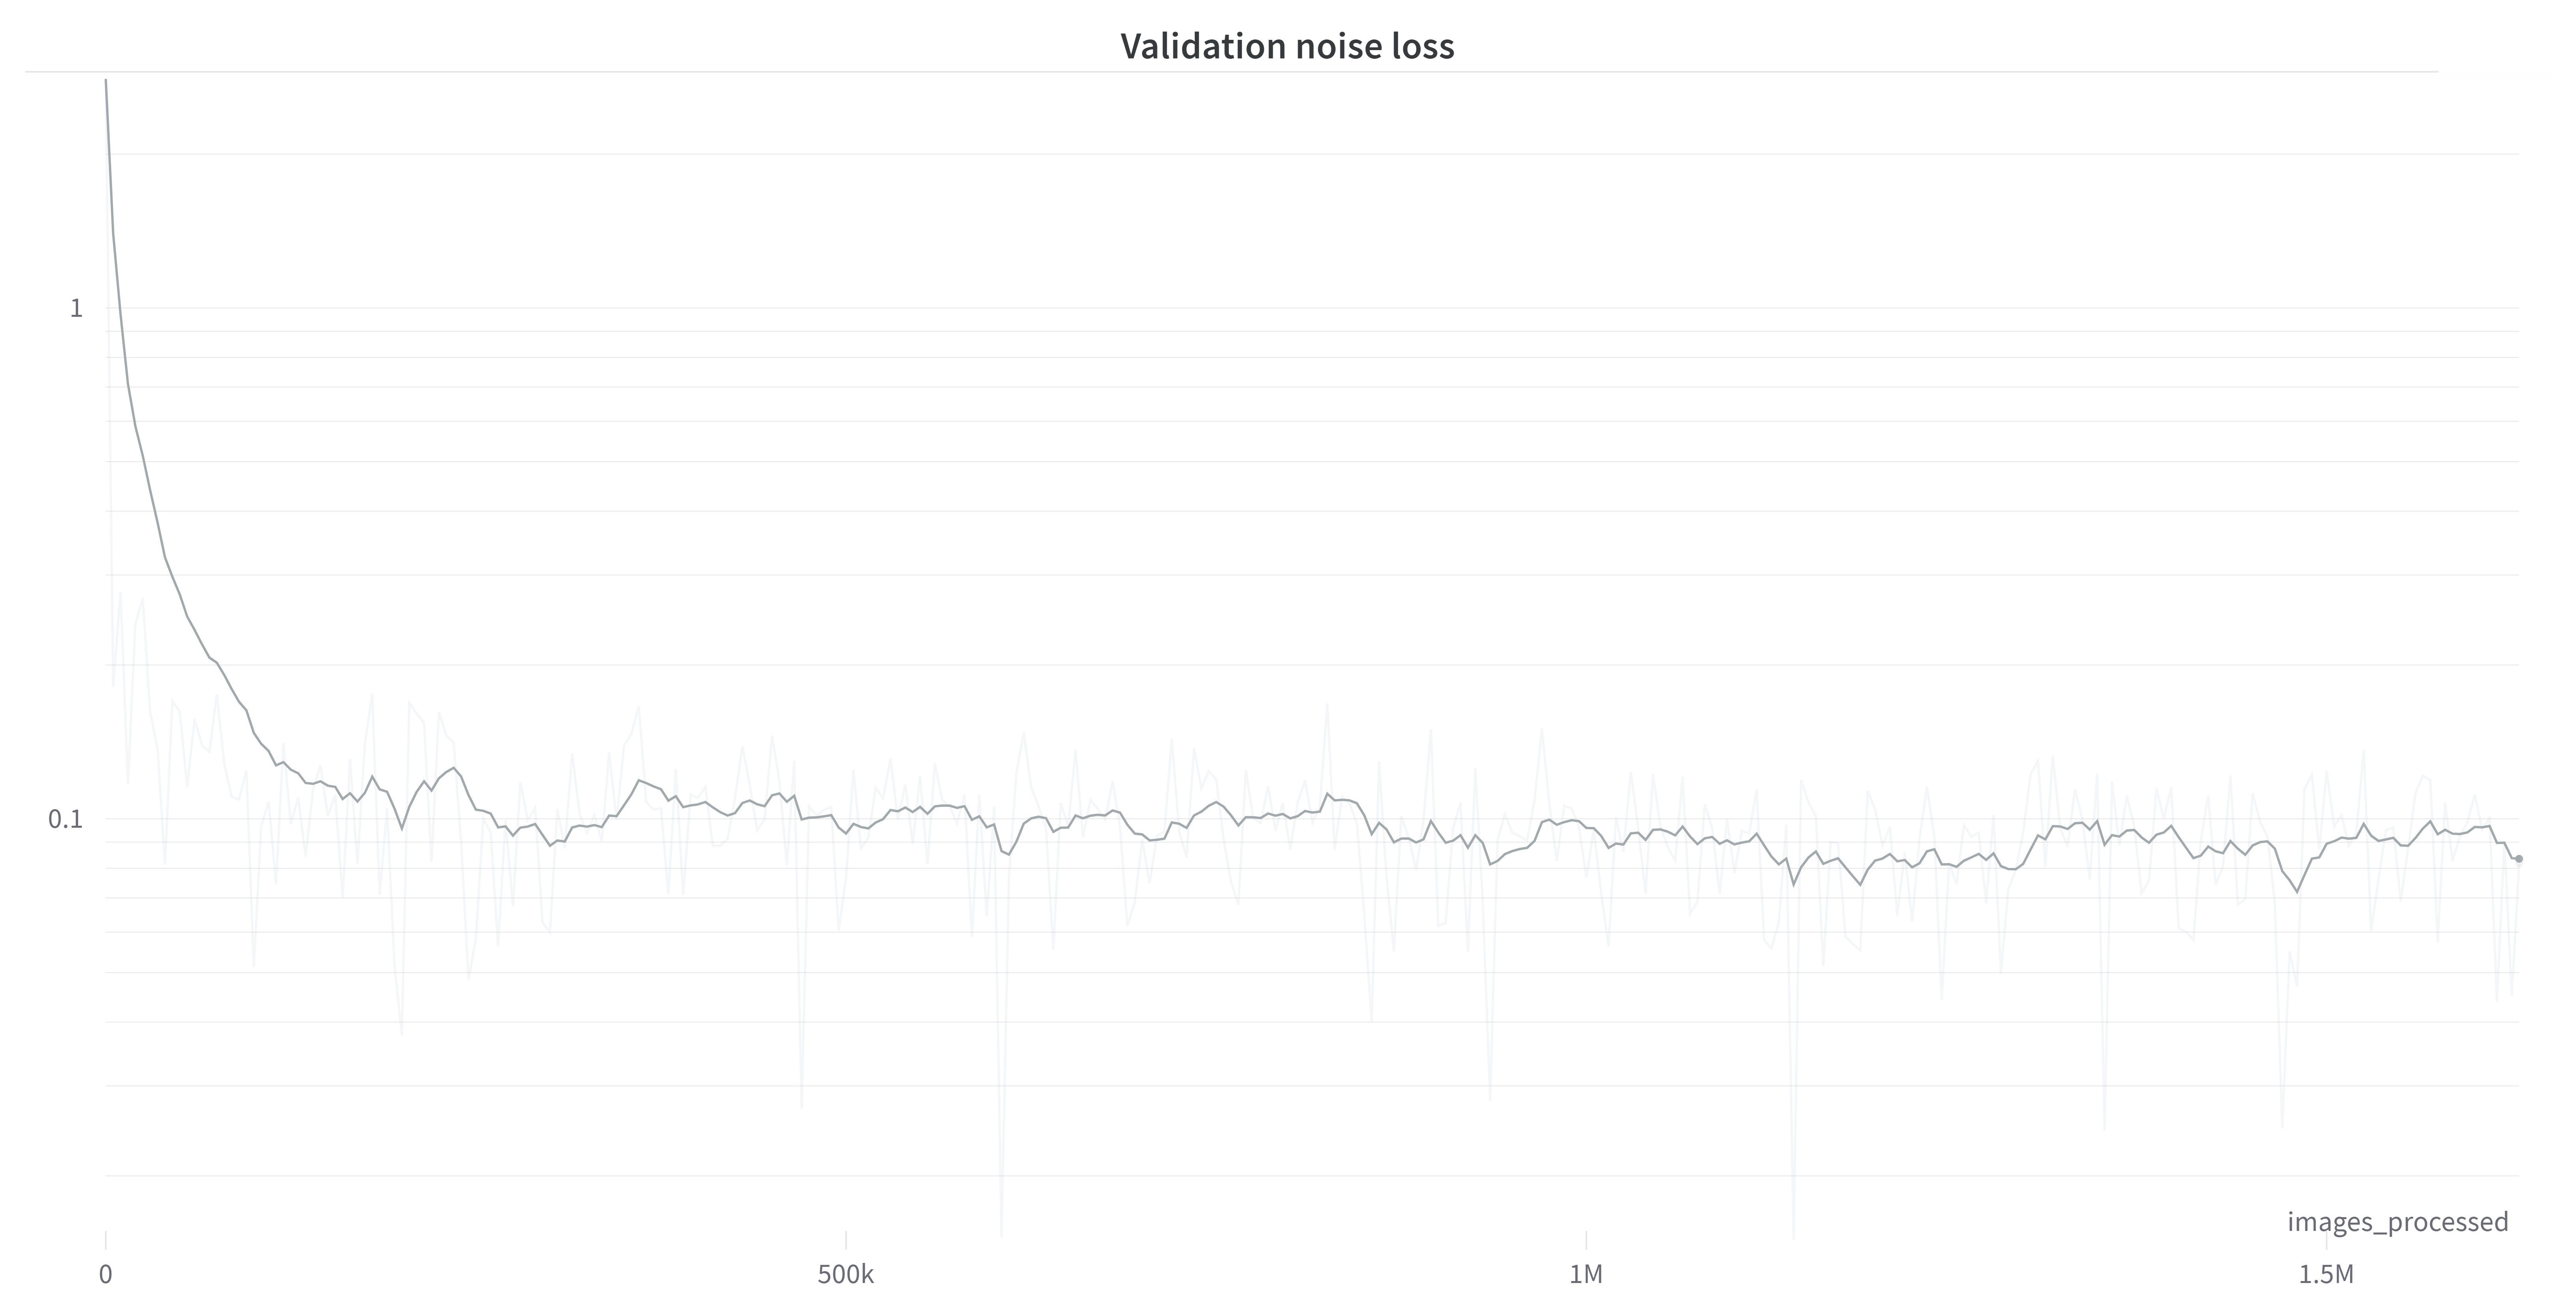 Validation noise loss
1
0.1
images_processed
0
500k
1M
1.5M